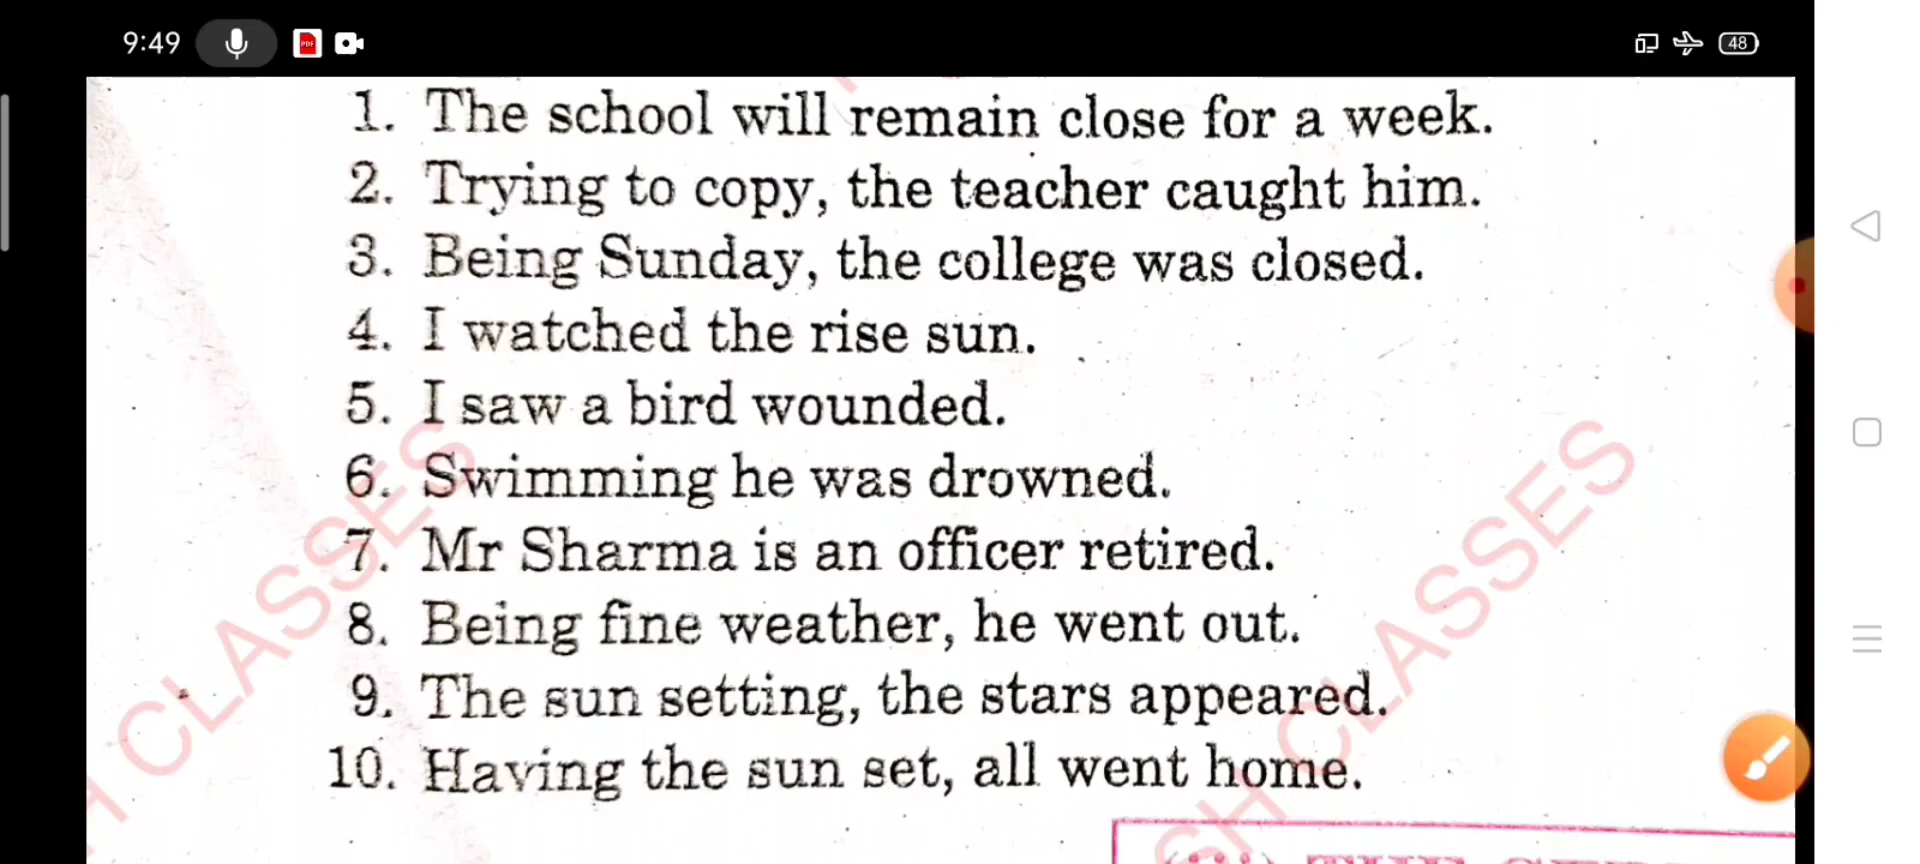 9:49
PDF
48
1. The school will remain close for a week.
2. Trying to copy, the teacher caught him.
3. Being Sunday, the college was closed.
4. I watched the rise sun.
5. I saw a bird wounded.
6. Swimming he was drowned.
7. Mr Sharma is an officer retired.
8. Being fine weather, he went out.
9. The sun setting, the stars appeared.
10. Having the sun set, all went home.
H CLASSES
SH CLASSES